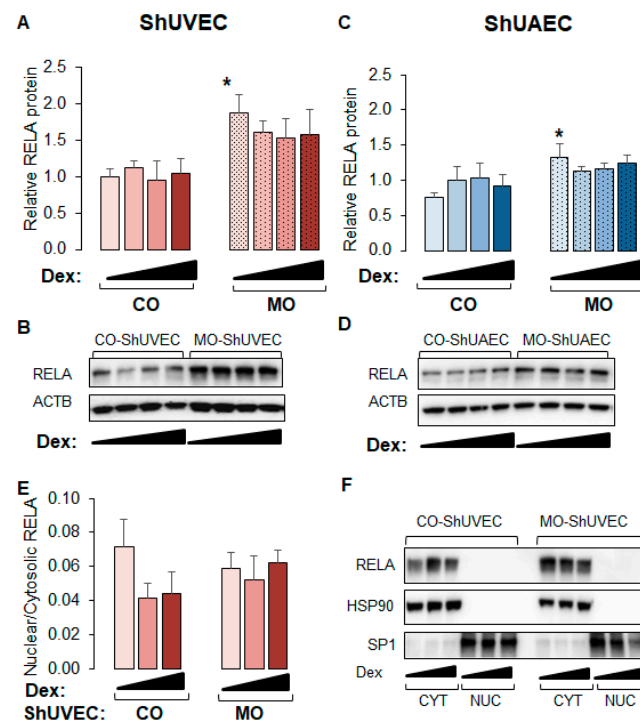 A ShUVEC
Relative RELA protein
2.5
2.0
1.5
1.0
0.5
0.0
*
Dex:
CO MO
C ShUAEC
Relative RELA protein
2.5
2.0
1.5
1.0
0.5
0.0
*
Dex:
CO MO
B
CO-ShUVEC MO-ShUVEC
RELA
ACTB
Dex:
D
CO-ShUAEC MO-ShUAEC
RELA
ACTB
Dex:
E
Nuclear/Cytosolic RELA
0.10
0.08
0.06
0.04
0.02
0.00
Dex:
ShUVEC: CO MO
F
CO-ShUVEC MO-ShUVEC
RELA
HSP90
SP1
Dex
CYT NUC CYT NUC